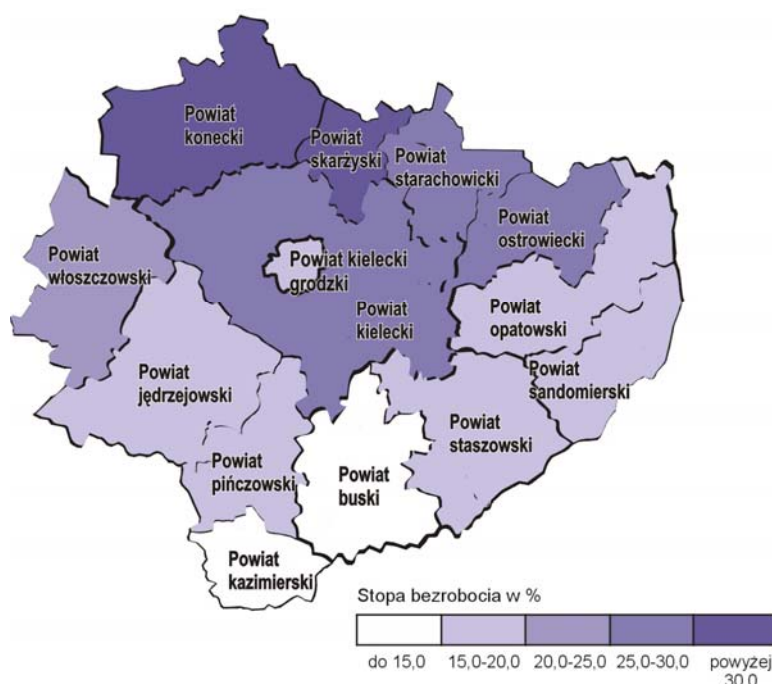 Powiat
konecki
Powiat
skarżyski
Powiat
starachowicki
Powiat
ostrowiecki
Powiat
włoszczowski
Powiat kielecki
grodzki
Powiat
kielecki
Powiat
opatowski
Powiat
jędrzejowski
Powiat
sandomierski
Powiat
staszowski
Powiat
pińczowski
Powiat
buski
Powiat
kazimierski
Stopa bezrobocia w %
do 15,0 15,0-20,0 20,0-25,0 25,0-30,0 powyżej
30,0